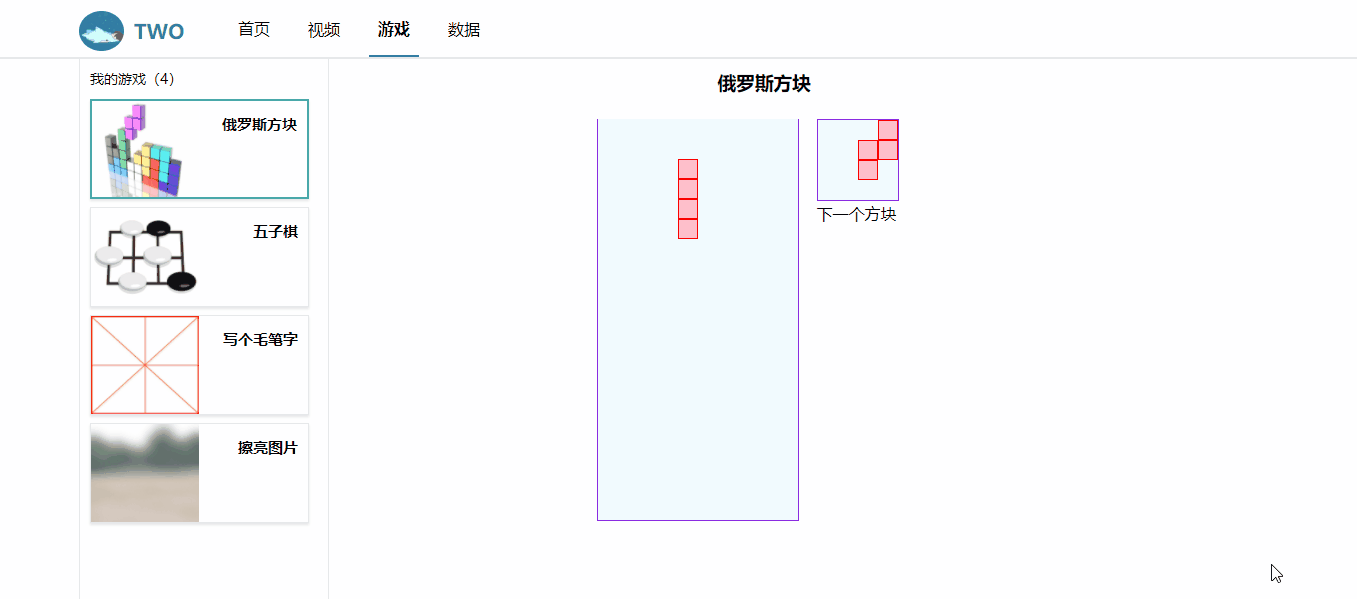 TWO 首页 视频 游戏 数据
我的游戏（4）
俄罗斯方块
五子棋
写个毛笔字
擦亮图片
俄罗斯方块
下一个方块